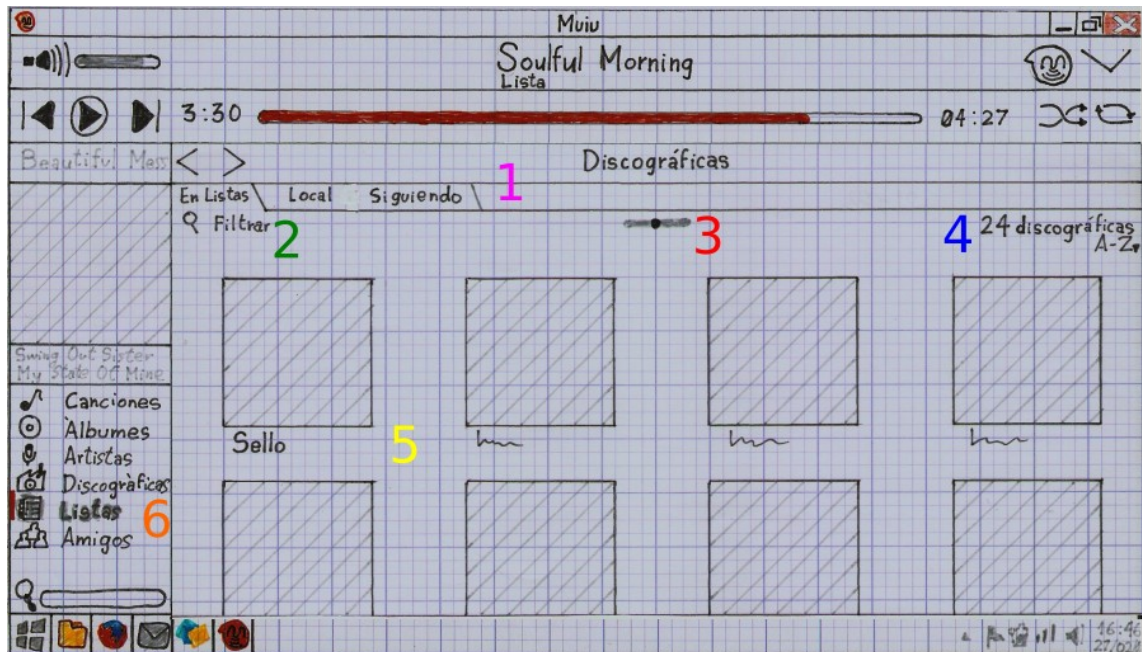 Muiu
Soulful Morning
Lista
3:30
04:27
Beautiful Mess
Discográficas
1
En Listas
Local
Siguiendo
Filtrar
2
3
4
24 discográficas
A-Z
Swing Out Sister
My State Of Mine
Canciones
Àlbumes
Artistas
Discogràficas
Listas
Amigos
6
Sello
5
16:46